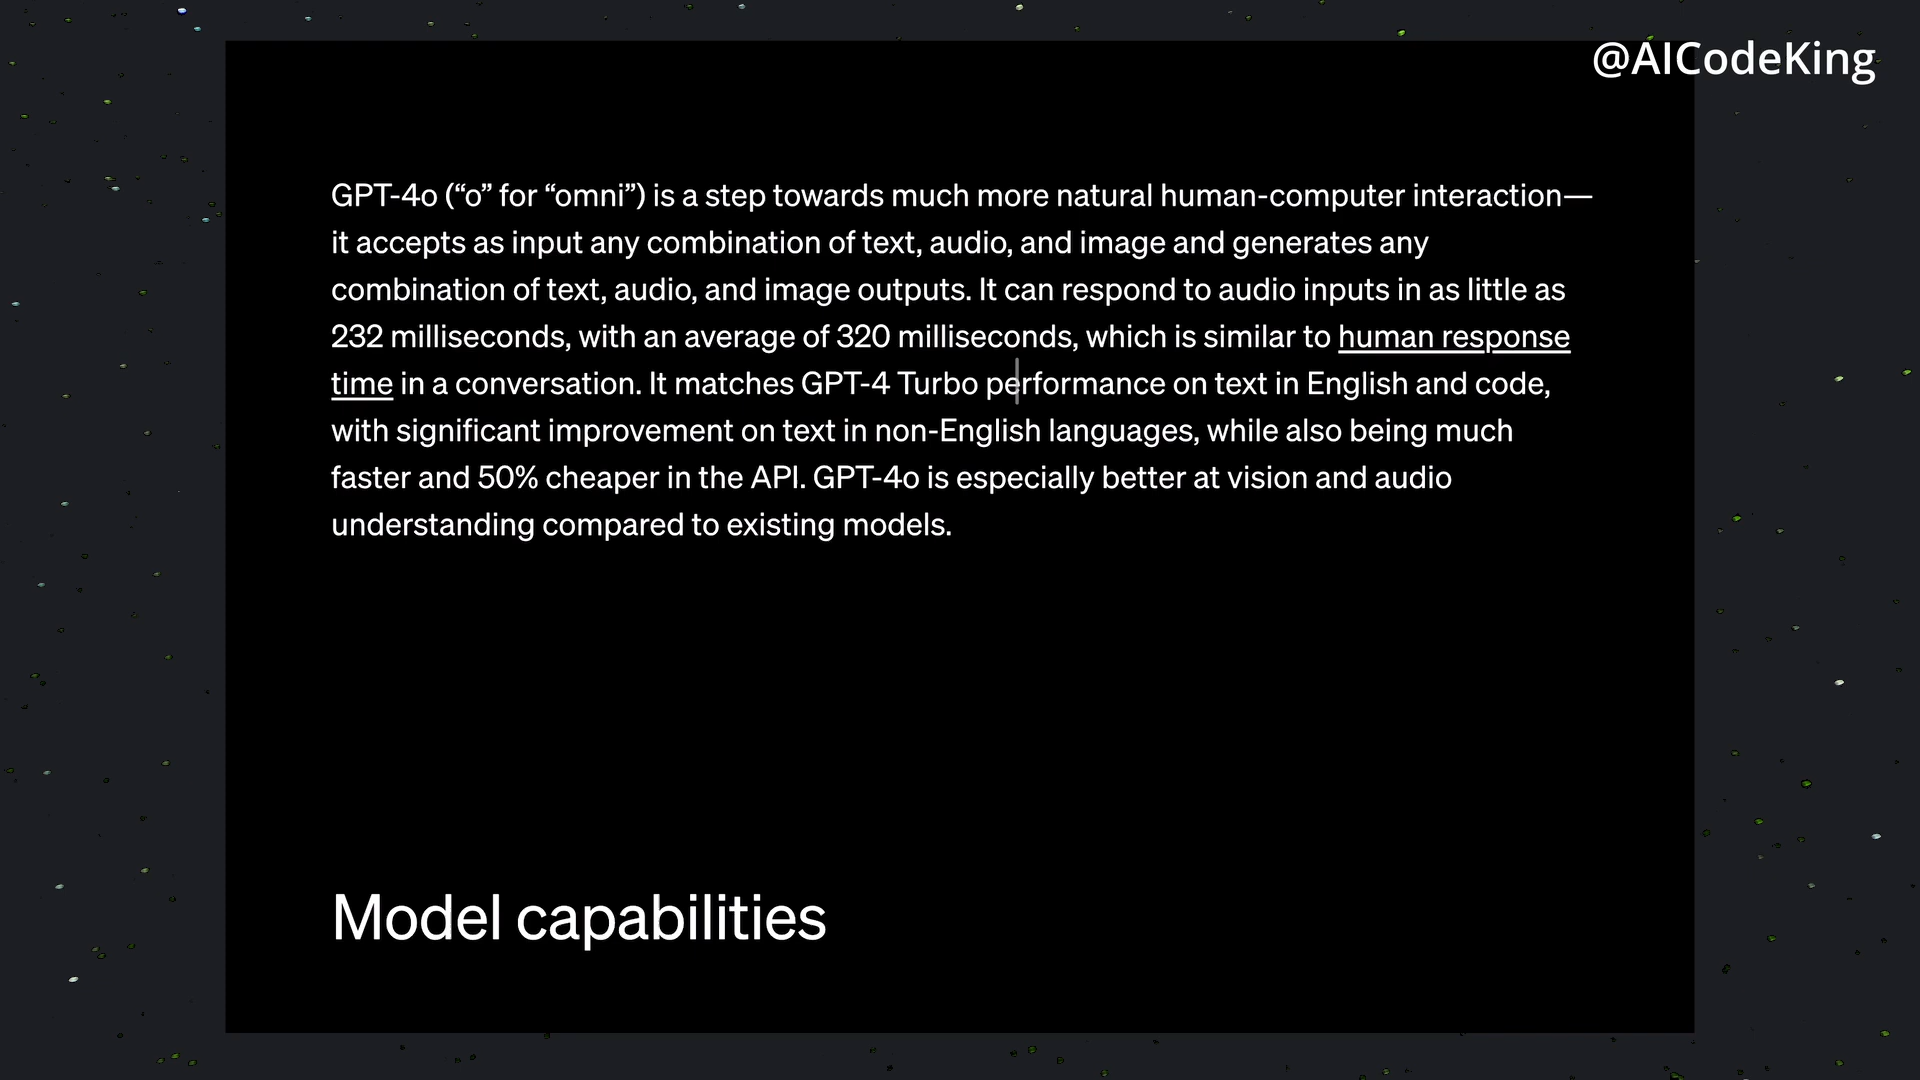 @AICodeKing
GPT-4o (“o” for “omni”) is a step towards much more natural human-computer interaction—
it accepts as input any combination of text, audio, and image and generates any
combination of text, audio, and image outputs. It can respond to audio inputs in as little as
232 milliseconds, with an average of 320 milliseconds, which is similar to human response
time in a conversation. It matches GPT-4 Turbo performance on text in English and code,
with significant improvement on text in non-English languages, while also being much
faster and 50% cheaper in the API. GPT-4o is especially better at vision and audio
understanding compared to existing models.
Model capabilities